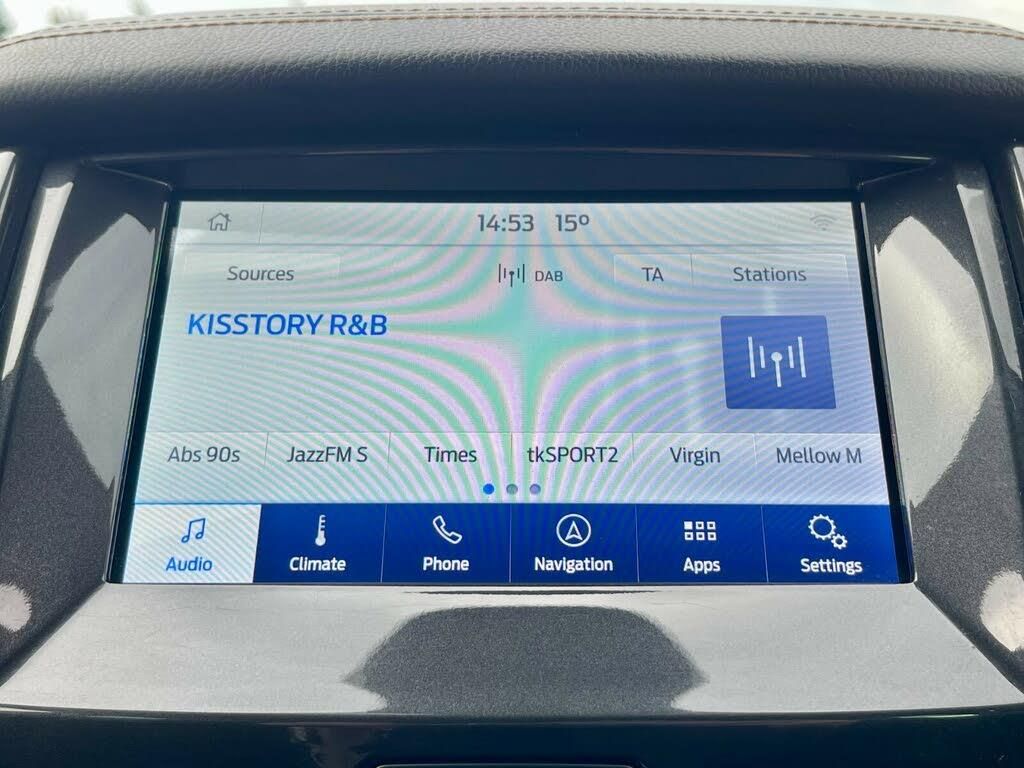 14:53 15º
Sources DAB TA Stations
KISSTORY R&B
Abs 90s JazzFM S Times tkSPORT2 Virgin Mellow M
Audio Climate Phone Navigation Apps Settings